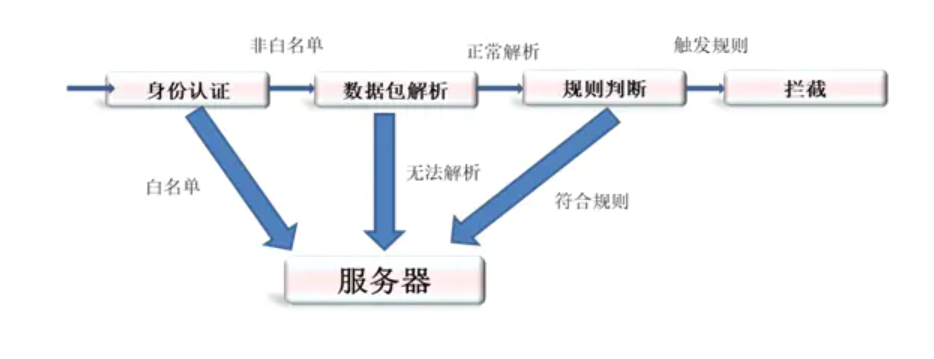 非白名单
正常解析
触发规则
身份认证
数据包解析
规则判断
拦截
白名单
无法解析
符合规则
服务器